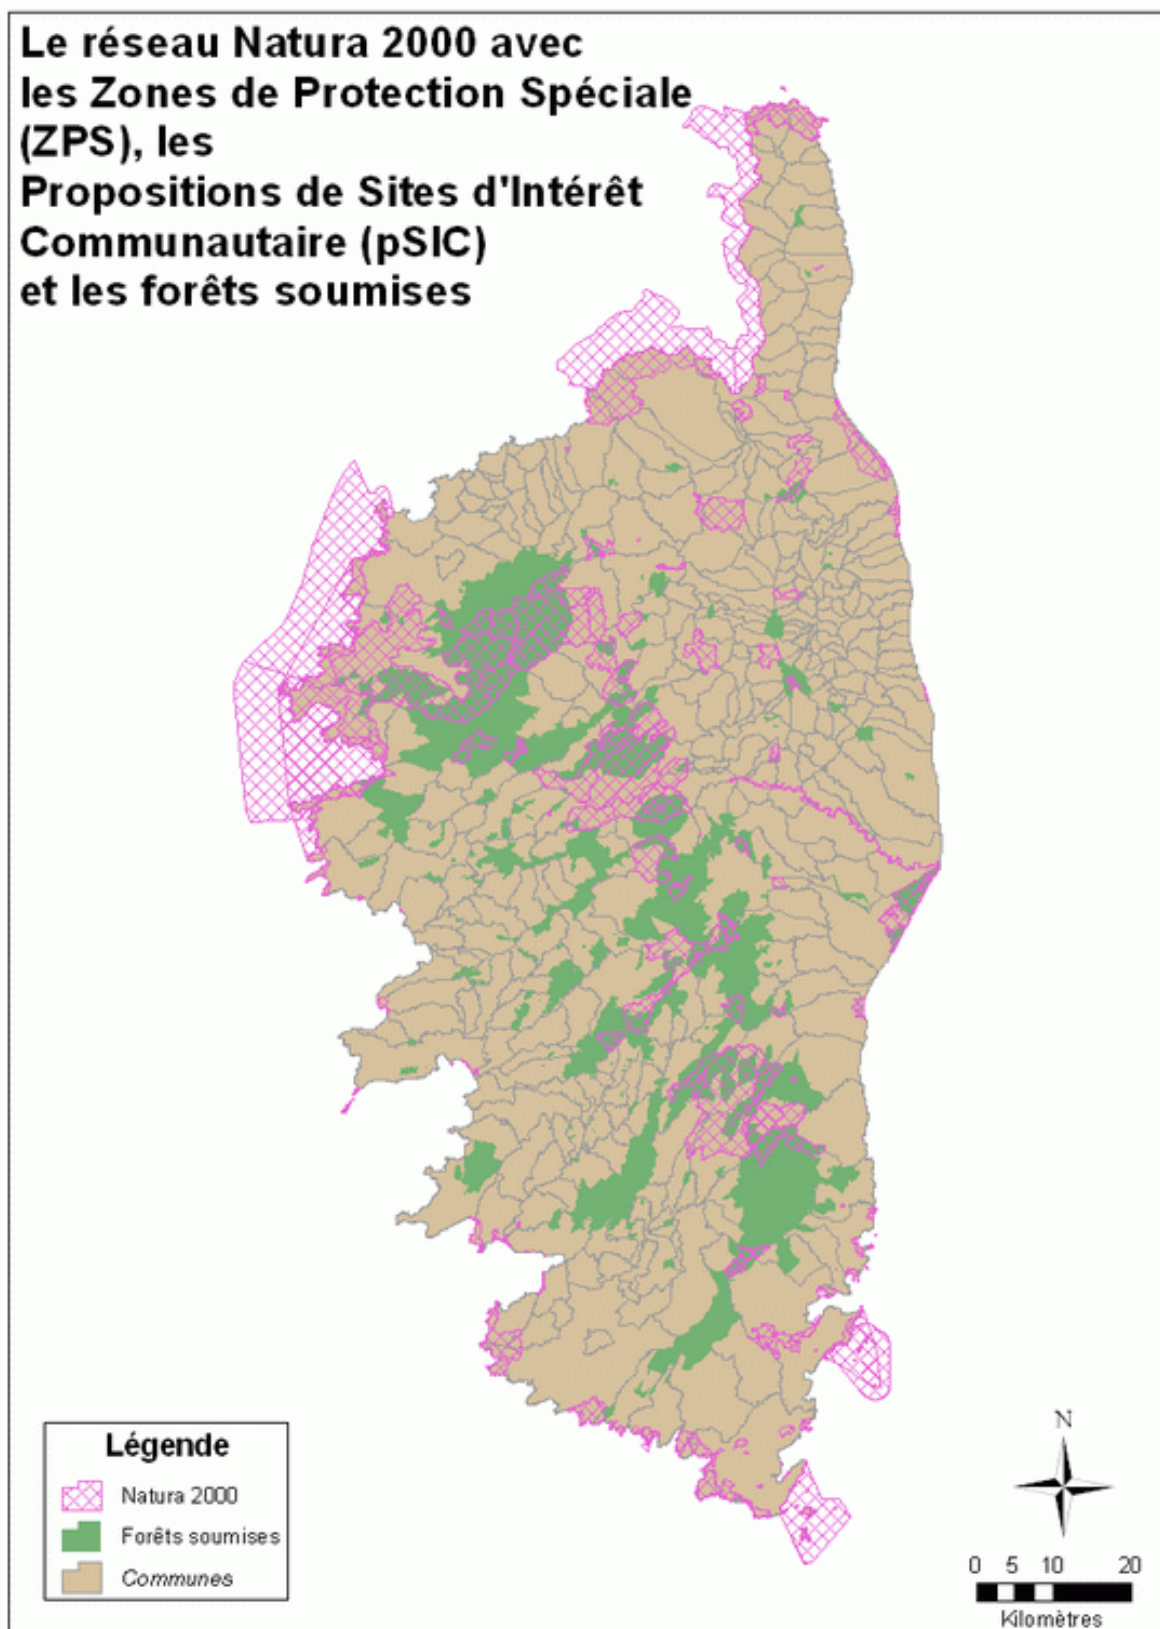 Le réseau Natura 2000 avec
les Zones de Protection Spéciale
(ZPS), les
Propositions de Sites d'Intérêt
Communautaire (pSIC)
et les forêts soumises
Légende
Natura 2000
Forêts soumises
Communes
N
0 5 10 20
Kilomètres